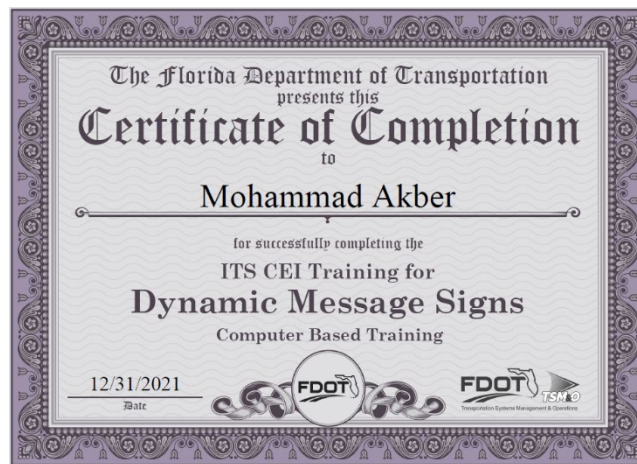 The Florida Department of Transportation
presents this
Certificate of Completion
to
Mohammad Akber
for successfully completing the
ITS CEI Training for
Dynamic Message Signs
Computer Based Training
12/31/2021
Date
FDOT
FDOT
TSM&O
Transportation Systems Management & Operations